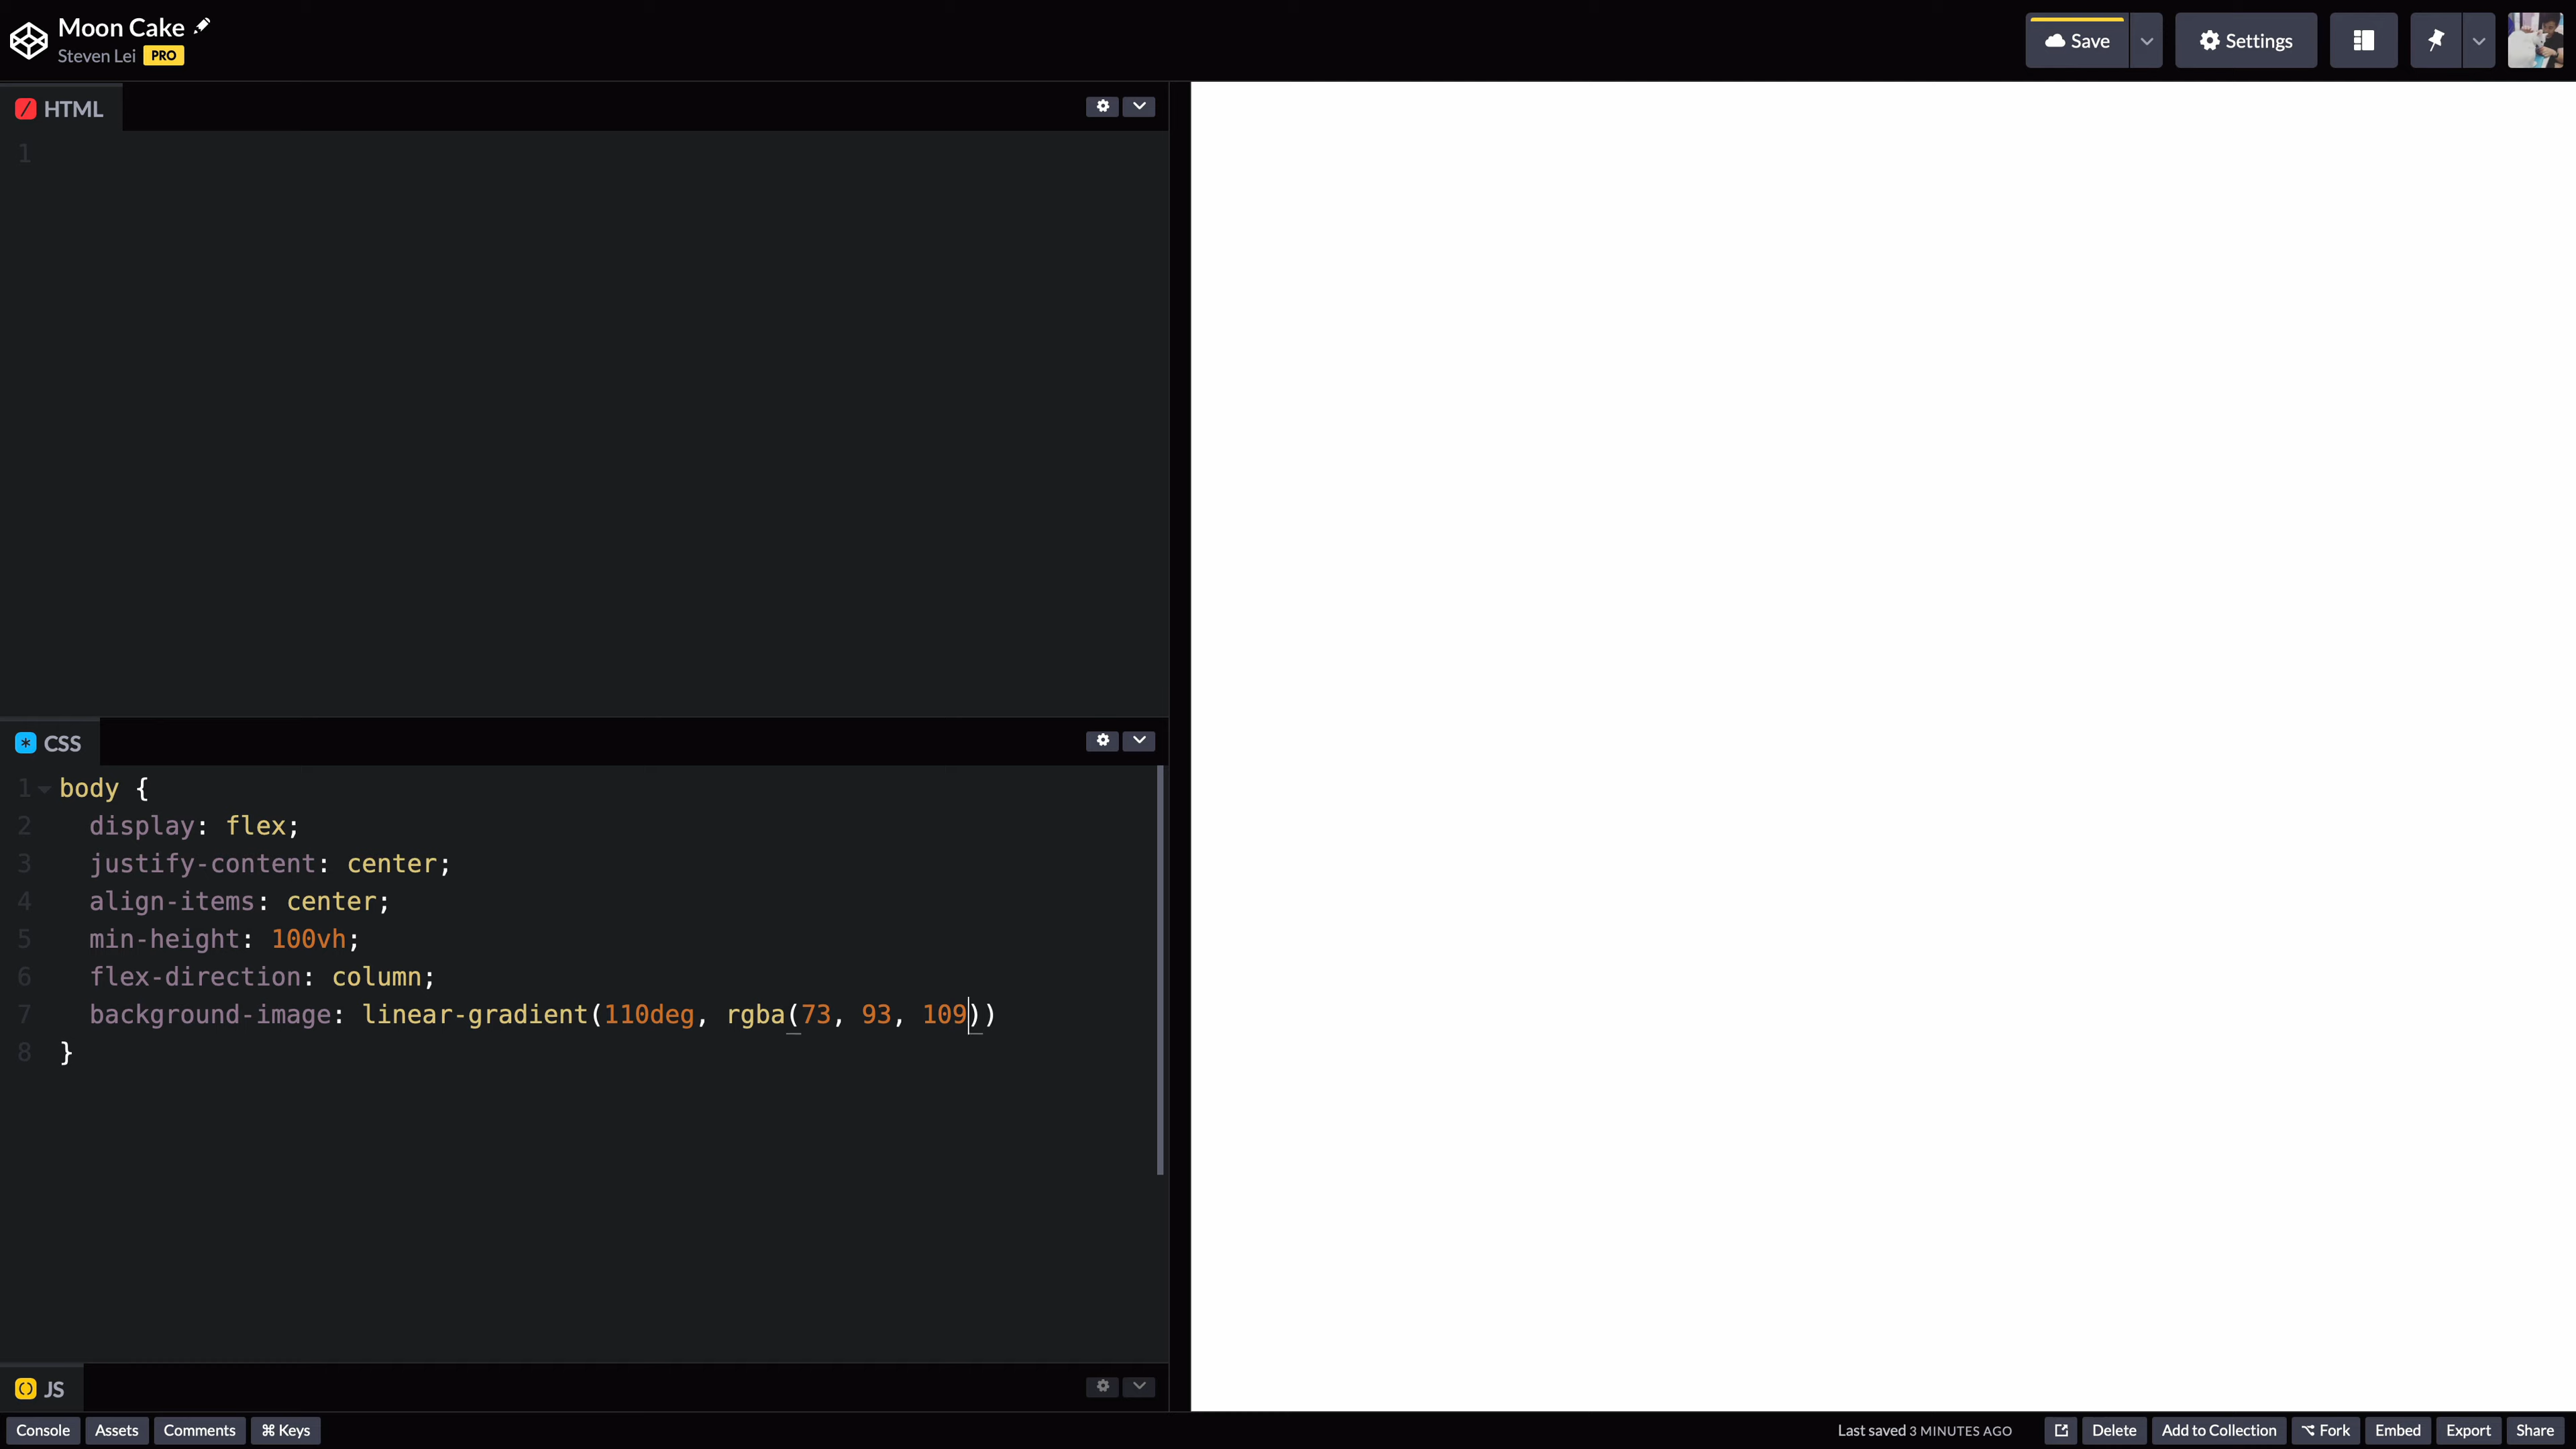 Moon Cake
Steven Lei PRO
Save
Settings
HTML
1
CSS
1 body {
2 display: flex;
3 justify-content: center;
4 align-items: center;
5 min-height: 100vh;
6 flex-direction: column;
7 background-image: linear-gradient(110deg, rgba(73, 93, 109))
8 }
JS
Console Assets Comments ⌘ Keys Last saved 3 MINUTES AGO Delete Add to Collection ⌥ Fork Embed Export Share